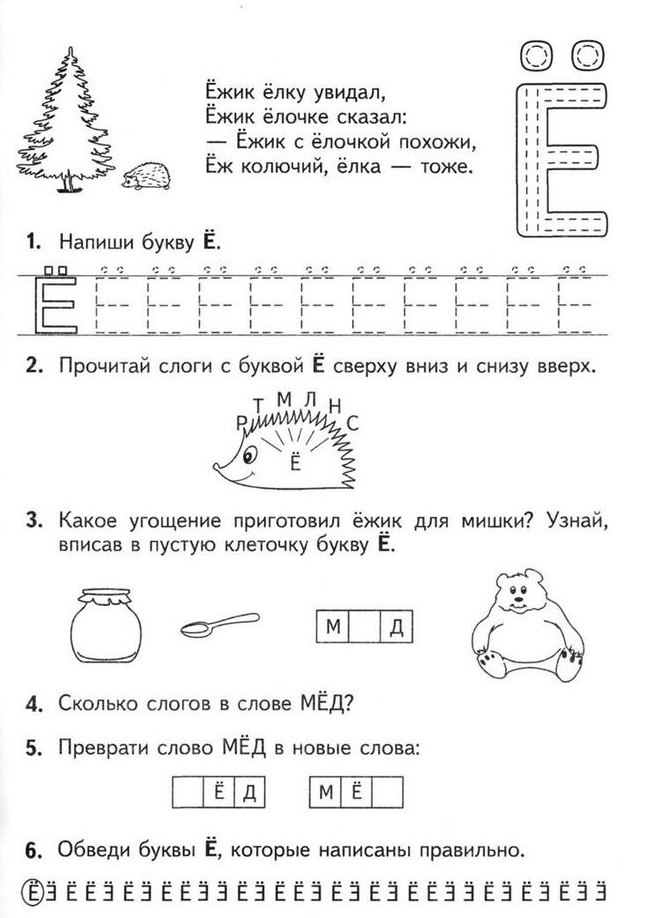 Ё
Ёжик ёлку увидал,
Ёжик ёлочке сказал:
— Ёжик с ёлочкой похожи,
Ёж колючий, ёлка — тоже.
1. Напиши букву Ё.
Ё Ё Ё Ё Ё Ё Ё Ё Ё Ё Ё
2. Прочитай слоги с буквой Ё сверху вниз и снизу вверх.
Р Т М Л Н С
Ё
3. Какое угощение приготовил ёжик для мишки? Узнай,
вписав в пустую клеточку букву Ё.
М Д
4. Сколько слогов в слове МЁД?
5. Преврати слово МЁД в новые слова:
Ё Д М Ё
6. Обведи буквы Ё, которые написаны правильно.